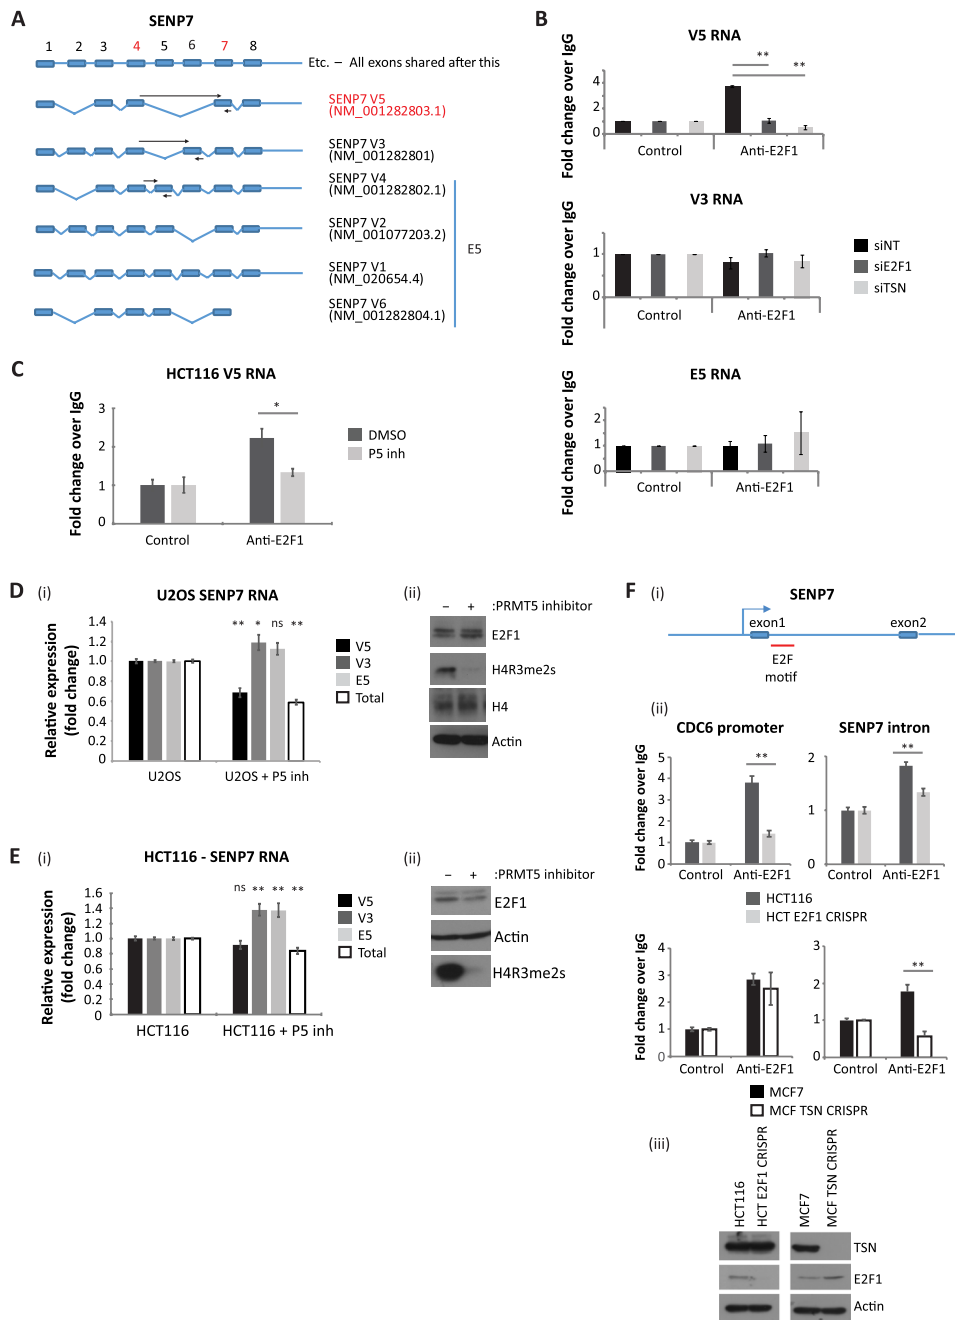 A
SENP7
1 2 3 4 5 6 7 8
Etc. – All exons shared after this
SENP7 V5
(NM_001282803.1)
SENP7 V3
(NM_001282801)
SENP7 V4
(NM_001282802.1)
SENP7 V2
(NM_001077203.2)
E5
SENP7 V1
(NM_020654.4)
SENP7 V6
(NM_001282804.1)
B
V5 RNA
Fold change over IgG
4
2
0
**
**
Control
Anti-E2F1
V3 RNA
Fold change over IgG
1
0
Control
Anti-E2F1
siNT
siE2F1
siTSN
E5 RNA
Fold change over IgG
2
1
0
Control
Anti-E2F1
C
HCT116 V5 RNA
Fold change over IgG
3
2
1
0
*
Control
Anti-E2F1
DMSO
P5 inh
D
(i)
U2OS SENP7 RNA
Relative expression
(fold change)
1.4
1.2
1
0.8
0.6
0.4
0.2
0
** * ns **
U2OS
U2OS + P5 inh
V5
V3
E5
Total
(ii)
– + :PRMT5 inhibitor
E2F1
H4R3me2s
H4
Actin
E
(i)
HCT116 - SENP7 RNA
Relative expression
(fold change)
1.6
1.4
1.2
1
0.8
0.6
0.4
0.2
0
ns ** ** **
HCT116
HCT116 + P5 inh
V5
V3
E5
Total
(ii)
– + :PRMT5 inhibitor
E2F1
Actin
H4R3me2s
F
(i)
SENP7
exon1
exon2
E2F
motif
(ii)
CDC6 promoter
Fold change over IgG
5
4
3
2
1
0
**
Control
Anti-E2F1
SENP7 intron
2
1
0
**
Control
Anti-E2F1
HCT116
HCT E2F1 CRISPR
Fold change over IgG
4
3
2
1
0
Control
Anti-E2F1
3
2
1
0
**
Control
Anti-E2F1
MCF7
MCF TSN CRISPR
(iii)
HCT116
HCT E2F1 CRISPR
MCF7
MCF TSN CRISPR
TSN
E2F1
Actin